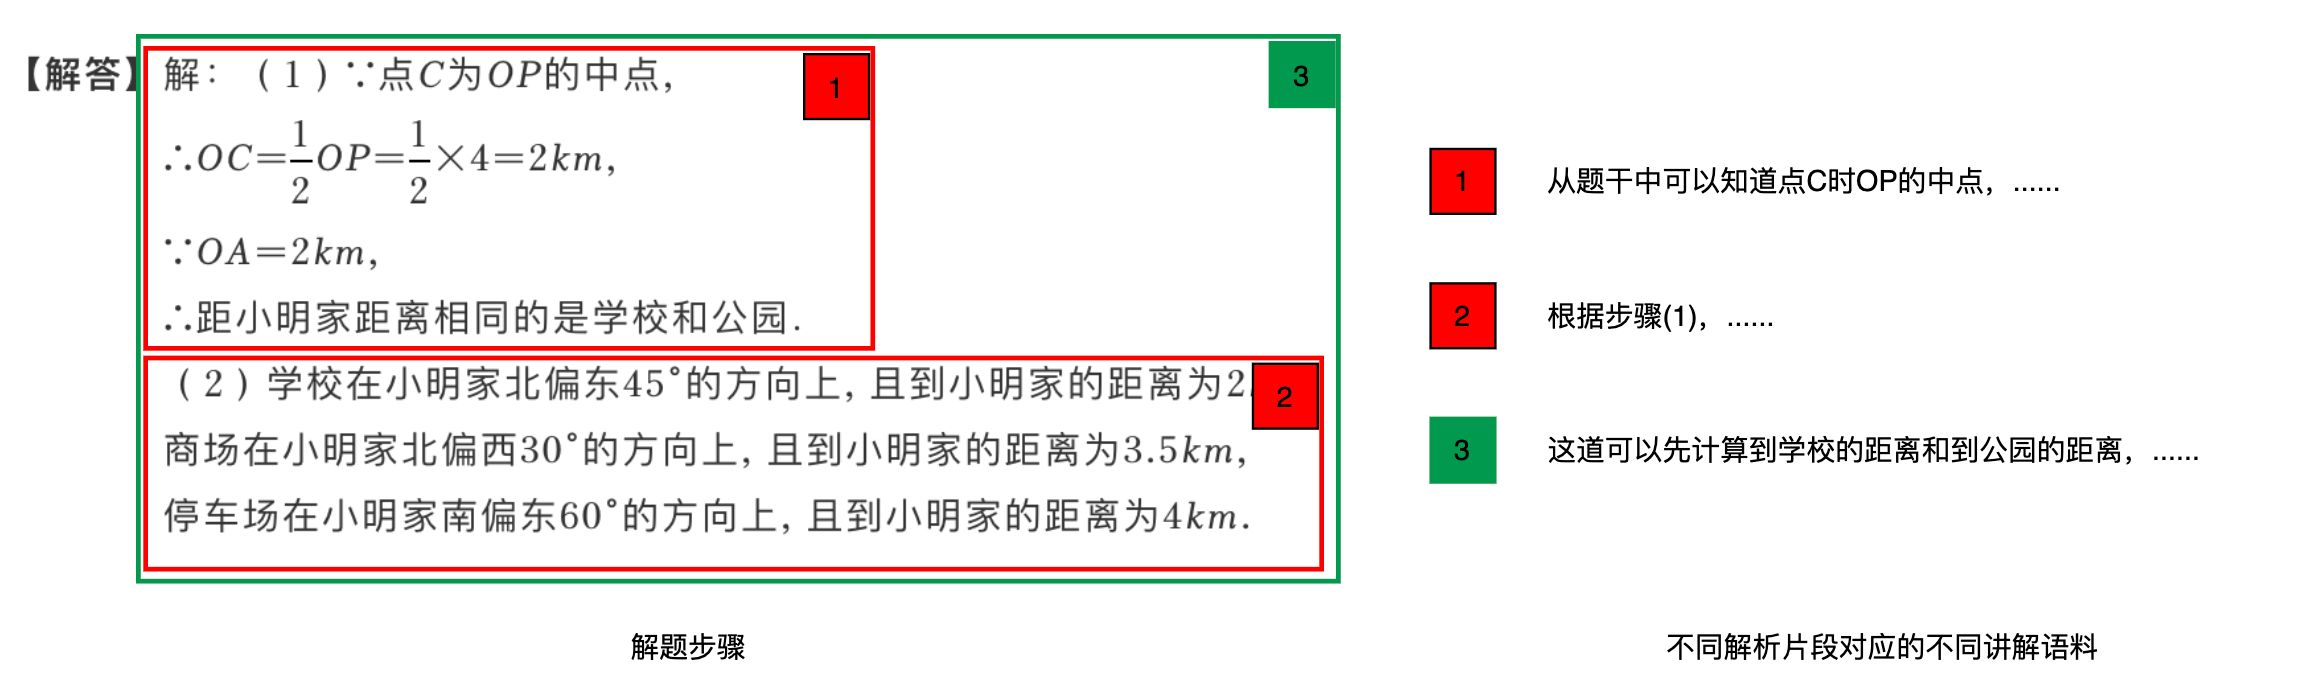 【解答】解：（1）∵点C为OP的中点，
1
3
∴OC=1/2OP=1/2×4=2km，
∵OA=2km，
∴距小明家距离相同的是学校和公园．
（2）学校在小明家北偏东45°的方向上，且到小明家的距离为2
2
商场在小明家北偏西30°的方向上，且到小明家的距离为3.5km，
停车场在小明家南偏东60°的方向上，且到小明家的距离为4km．
解题步骤
1 从题干中可以知道点C时OP的中点，......
2 根据步骤(1)，......
3 这道可以先计算到学校的距离和到公园的距离，......
不同解析片段对应的不同讲解语料